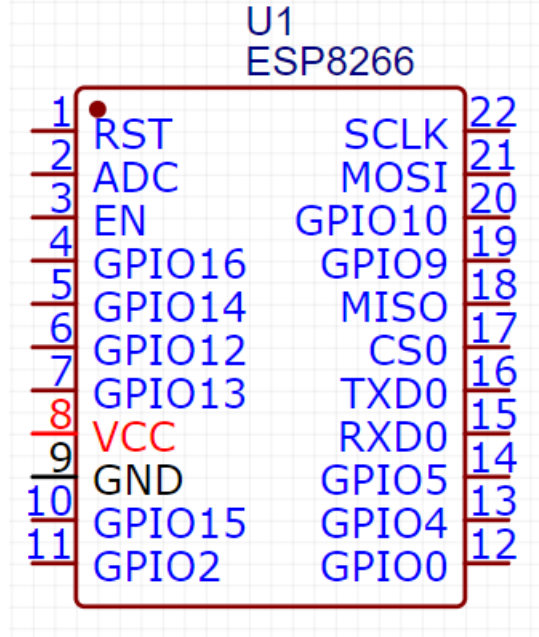 U1
ESP8266
1 RST SCLK 22
2 ADC MOSI 21
3 EN GPIO10 20
4 GPIO16 GPIO9 19
5 GPIO14 MISO 18
6 GPIO12 CS0 17
7 GPIO13 TXD0 16
8 VCC RXD0 15
9 GND GPIO5 14
10 GPIO15 GPIO4 13
11 GPIO2 GPIO0 12